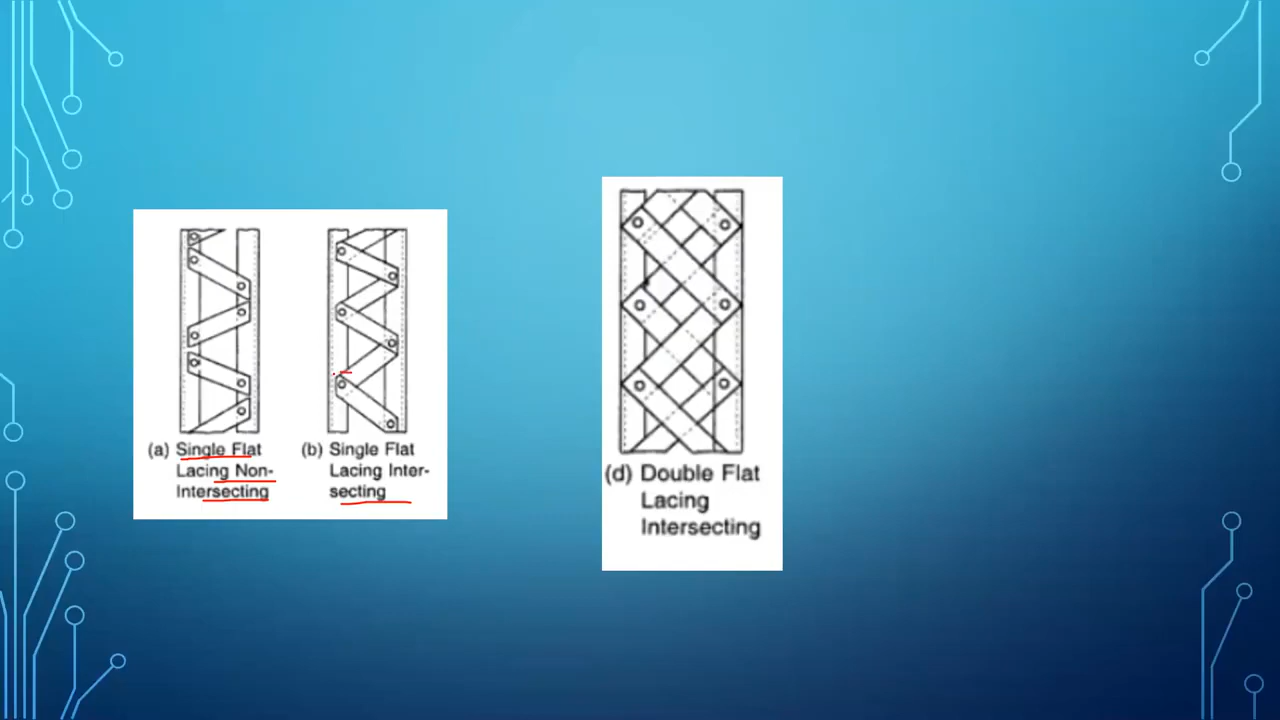 (a) Single Flat
Lacing Non-
Intersecting
(b) Single Flat
Lacing Inter-
secting
(d) Double Flat
Lacing
Intersecting